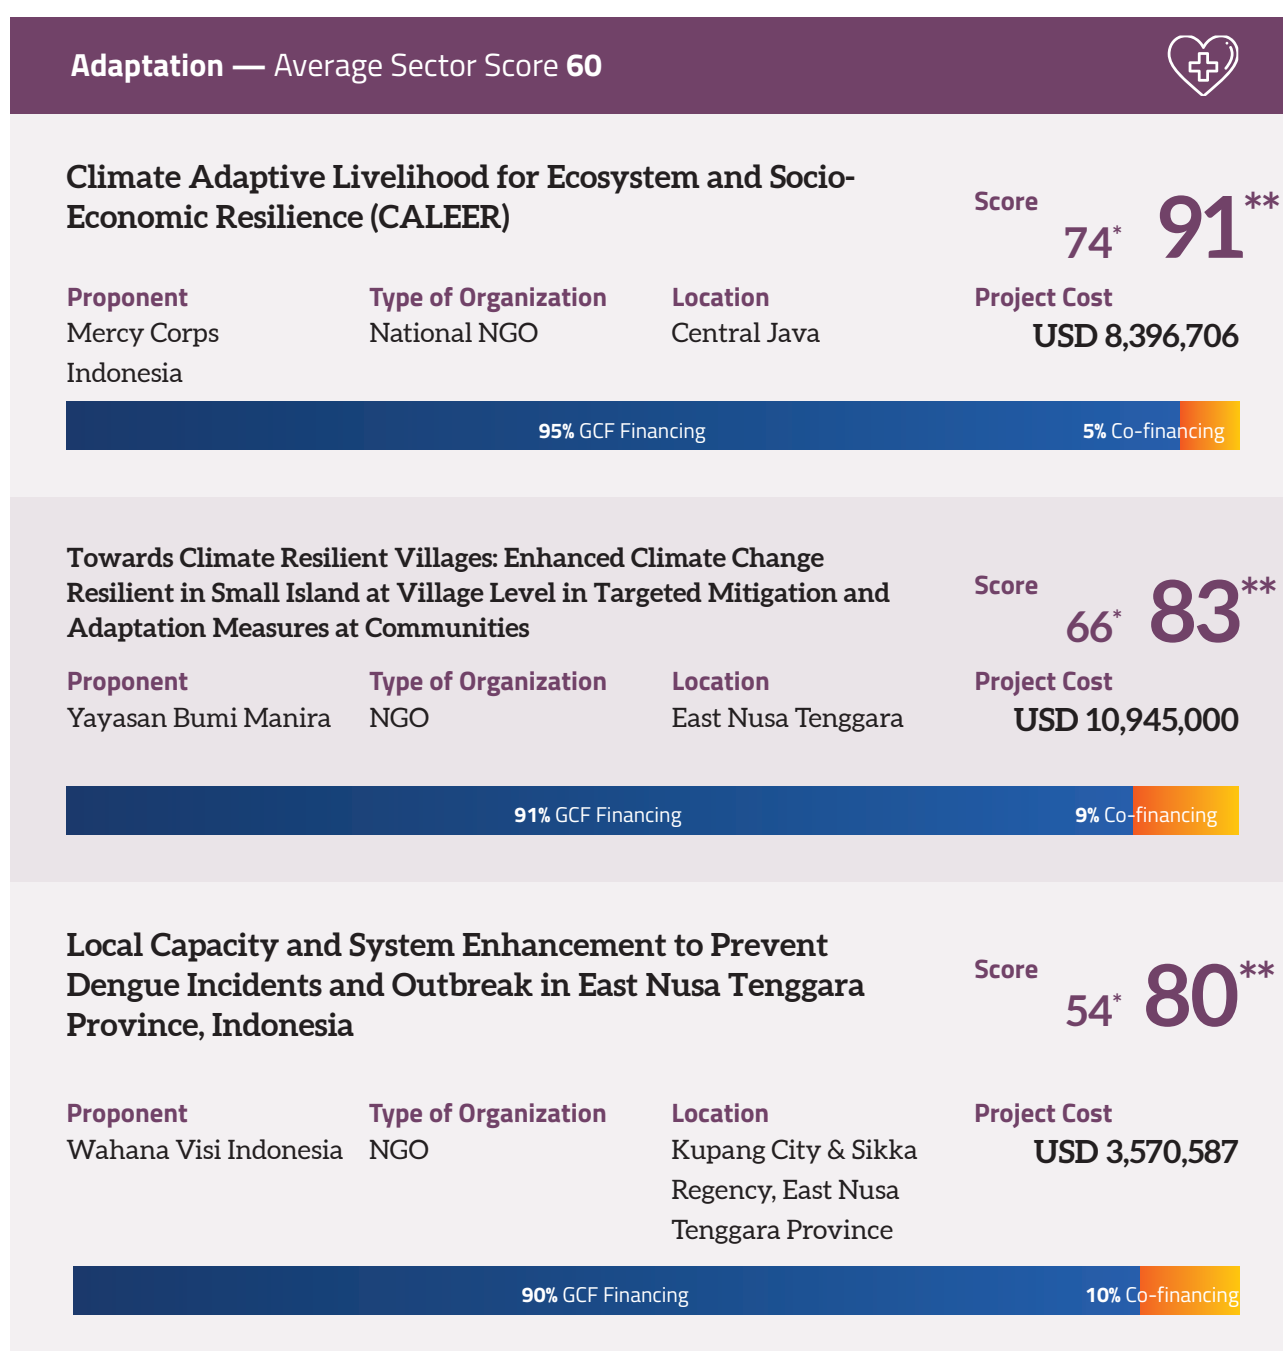 Adaptation — Average Sector Score 60
Climate Adaptive Livelihood for Ecosystem and Socio-
Economic Resilience (CALEER)
Score
74* 91**
Proponent
Mercy Corps
Indonesia
Type of Organization
National NGO
Location
Central Java
Project Cost
USD 8,396,706
95% GCF Financing
5% Co-financing
Towards Climate Resilient Villages: Enhanced Climate Change
Resilient in Small Island at Village Level in Targeted Mitigation and
Adaptation Measures at Communities
Score
66* 83**
Proponent
Yayasan Bumi Manira
Type of Organization
NGO
Location
East Nusa Tenggara
Project Cost
USD 10,945,000
91% GCF Financing
9% Co-financing
Local Capacity and System Enhancement to Prevent
Dengue Incidents and Outbreak in East Nusa Tenggara
Province, Indonesia
Score
54* 80**
Proponent
Wahana Visi Indonesia
Type of Organization
NGO
Location
Kupang City & Sikka
Regency, East Nusa
Tenggara Province
Project Cost
USD 3,570,587
90% GCF Financing
10% Co-financing